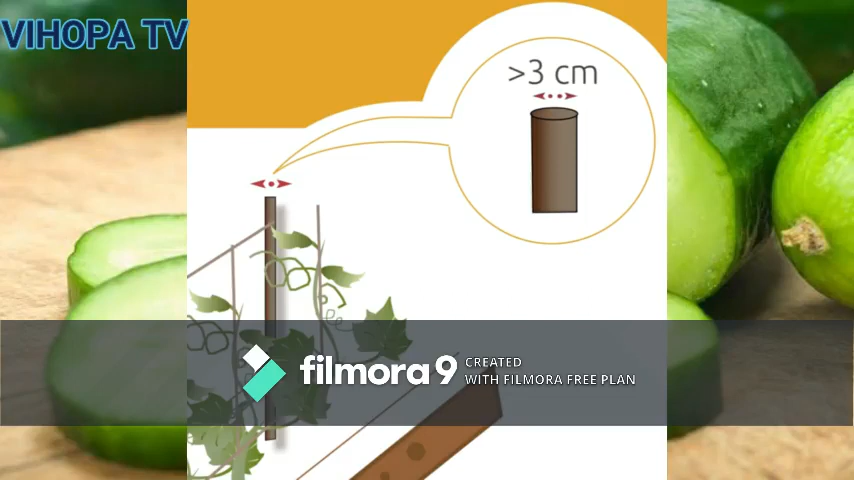 VIHOPA TV
>3 cm
filmora9
CREATED
WITH FILMORA FREE PLAN